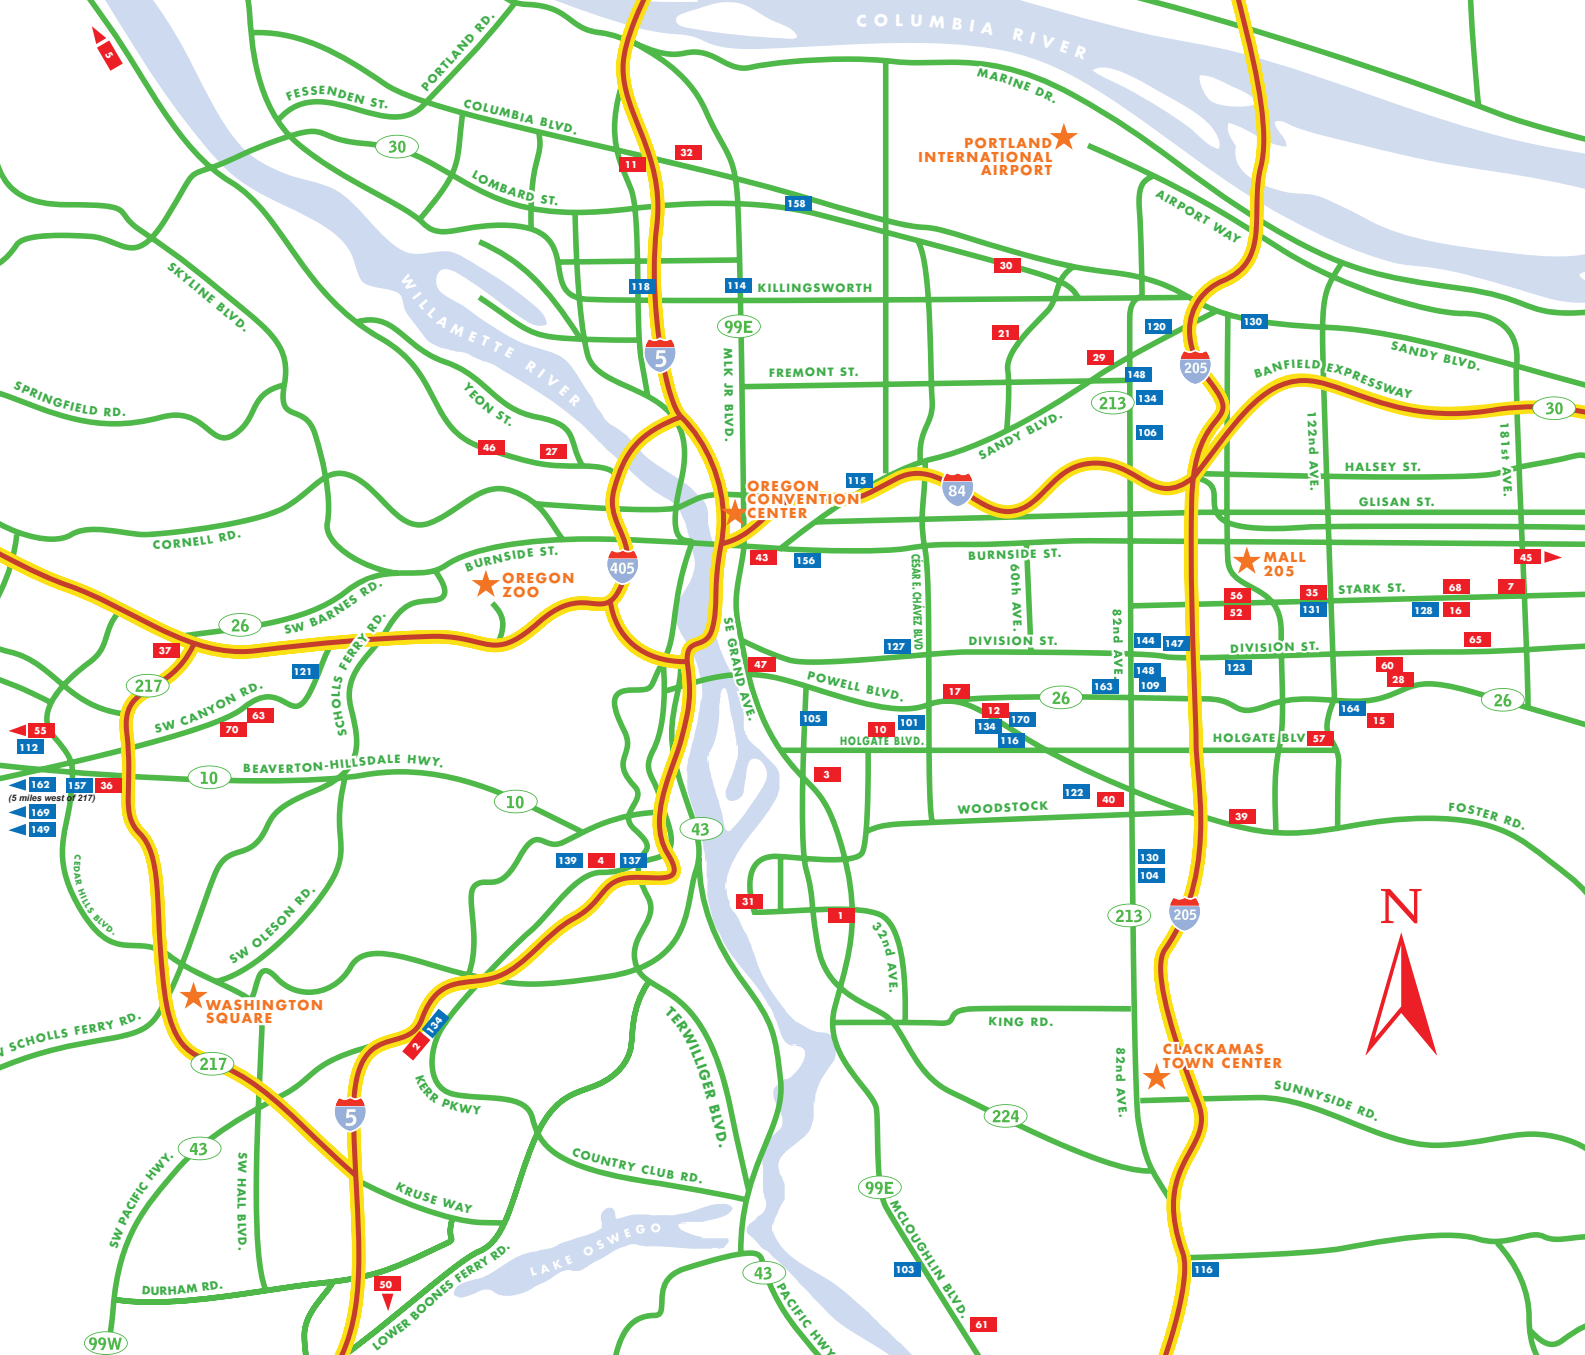 COLUMBIA RIVER
5
PORTLAND RD.
FESSENDEN ST.
COLUMBIA BLVD.
MARINE DR.
30
11
32
PORTLAND
INTERNATIONAL
AIRPORT
LOMBARD ST.
158
AIRPORT WAY
SKYLINE BLVD.
WILLAMETTE RIVER
118
114
KILLINGSWORTH
30
99E
21
120
130
5
MLK JR BLVD.
FREMONT ST.
29
148
205
SANDY BLVD.
BANFIELD EXPRESSWAY
SPRINGFIELD RD.
YEON ST.
213
134
30
46
27
SANDY BLVD.
106
122nd AVE.
181st AVE.
HALSEY ST.
115
84
OREGON
CONVENTION
CENTER
GLISAN ST.
CORNELL RD.
BURNSIDE ST.
405
43
156
BURNSIDE ST.
CESAR E. CHÁVEZ BLVD
60th AVE.
MALL
205
45
OREGON
ZOO
SW BARNES RD.
26
56
52
35
131
STARK ST.
128
68
16
7
SE GRAND AVE.
82nd AVE.
37
SCHOLLS FERRY RD.
121
47
127
DIVISION ST.
144
147
DIVISION ST.
65
217
123
60
28
148
109
163
POWELL BLVD.
17
26
26
SW CANYON RD.
63
70
55
112
105
10
101
12
134
170
116
164
15
HOLGATE BLVD.
HOLGATE BLV
57
10
BEAVERTON-HILLSDALE HWY.
3
162
157
36
(5 miles west of 217)
169
149
10
43
WOODSTOCK
122
40
39
FOSTER RD.
CEDAR HILLS BLVD.
139
4
137
130
104
31
1
213
205
N
SW OLESON RD.
32nd AVE.
WASHINGTON
SQUARE
W SCHOLLS FERRY RD.
134
2
TERWILLIGER BLVD.
KING RD.
CLACKAMAS
TOWN CENTER
82nd AVE.
217
5
KERR PKWY
SUNNYSIDE RD.
224
43
SW PACIFIC HWY.
SW HALL BLVD.
COUNTRY CLUB RD.
KRUSE WAY
99E
MCLOUGHLIN BLVD.
LAKE OSWEGO
LOWER BOONES FERRY RD.
DURHAM RD.
50
43
PACIFIC HWY
103
116
61
99W